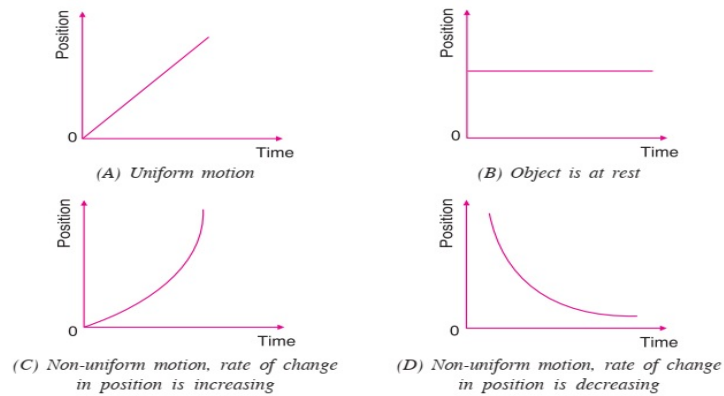 Position
0
Time
(A) Uniform motion
Position
0
Time
(B) Object is at rest
Position
0
Time
(C) Non-uniform motion, rate of change
in position is increasing
Position
0
Time
(D) Non-uniform motion, rate of change
in position is decreasing